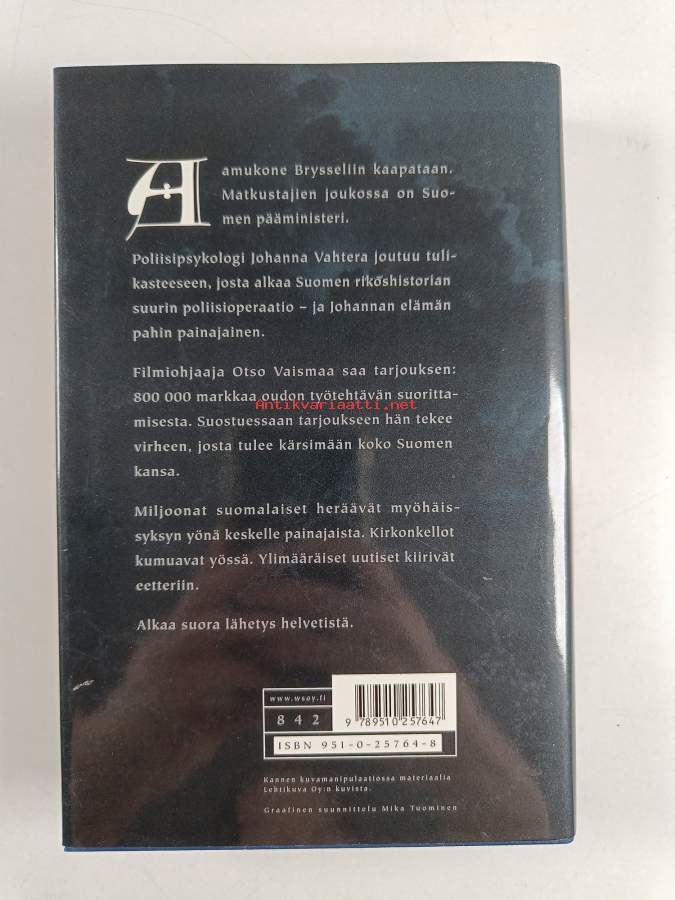 Aamukone Brysseliin kaapataan.
Matkustajien joukossa on Suo-
men pääministeri.
Poliisipsykologi Johanna Vahtera joutuu tuli-
kasteeseen, josta alkaa Suomen rikoshistorian
suurin poliisioperaatio – ja Johannan elämän
pahin painajainen.
Filmiohjaaja Otso Vaismaa saa tarjouksen:
800 000 markkaa oudon työtehtävän suoritta-
Antikvariaatti.net
misesta. Suostuessaan tarjoukseen hän tekee
virheen, josta tulee kärsimään koko Suomen
kansa.
Miljoonat suomalaiset heräävät myöhäis-
syksyn yönä keskelle painajaista. Kirkonkellot
kumuavat yössä. Ylimääräiset uutiset kiirivät
eetteriin.
Alkaa suora lähetys helvetistä.
www.wsoy.fi
842
9 789510 257647
ISBN 951-0-25764-8
Kannen kuvamanipulaatiossa materiaalia
Lehtikuva Oy:n kuvista.
Graafinen suunnittelu Mika Tuominen